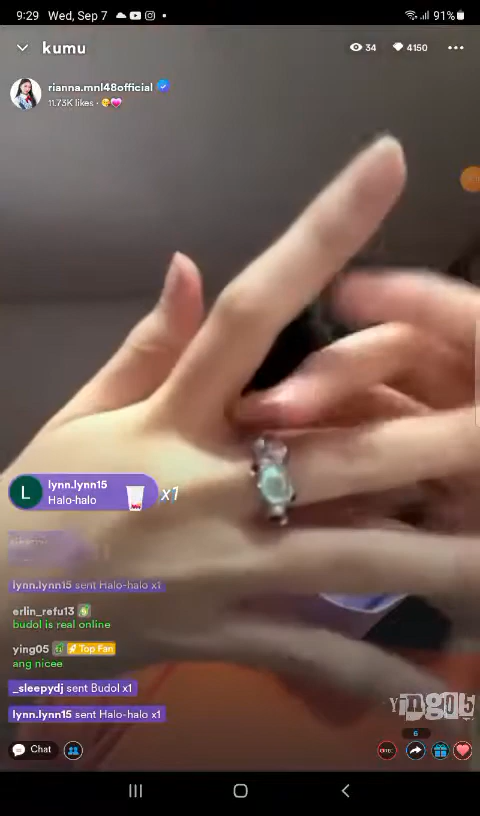 9:29 Wed, Sep 7
91%
kumu
34
4150
rianna.mnl48official
11.73K likes •
L
lynn.lynn15
Halo-halo
x1
lynn.lynn15 sent Halo-halo x1
erlin_refu13
budol is real online
ying05 Top Fan
ang nicee
_sleepydj sent Budol x1
lynn.lynn15 sent Halo-halo x1
Ying05
6
Chat